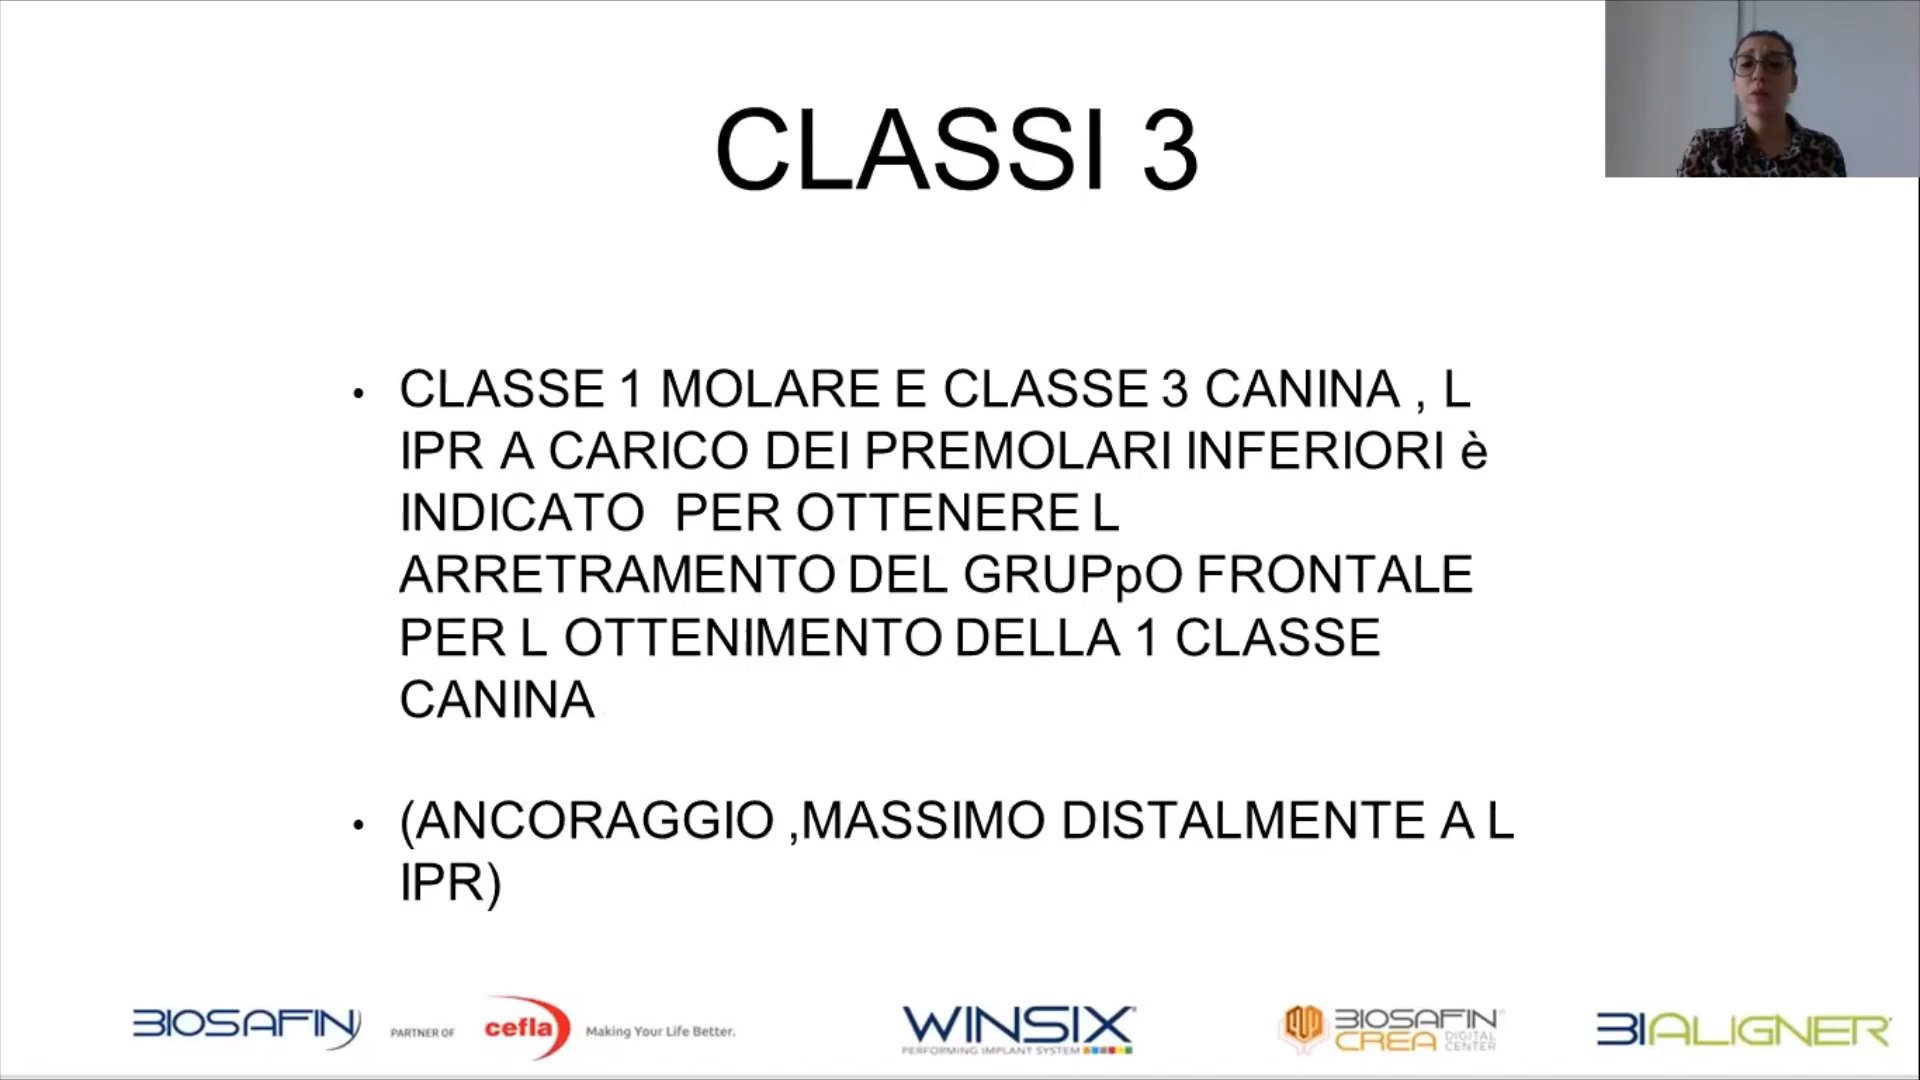 CLASSI 3
• CLASSE 1 MOLARE E CLASSE 3 CANINA , L
IPR A CARICO DEI PREMOLARI INFERIORI è
INDICATO PER OTTENERE L
ARRETRAMENTO DEL GRUPpO FRONTALE
PER L OTTENIMENTO DELLA 1 CLASSE
CANINA
• (ANCORAGGIO ,MASSIMO DISTALMENTE A L
IPR)
BIOSAFIN PARTNER OF cefla Making Your Life Better.
WINSIX
PERFORMING IMPLANT SYSTEM
BIOSAFIN
CREA DIGITAL CENTER
BIALIGNER